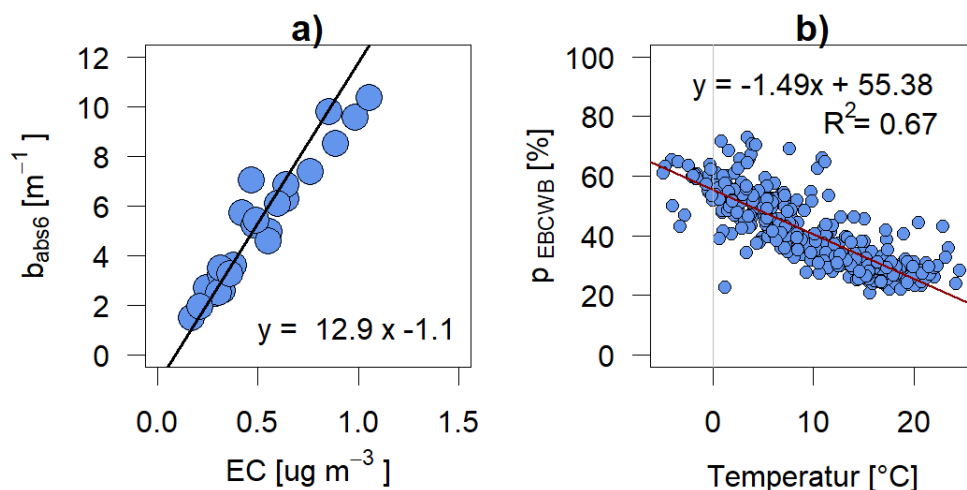 a)
12
10
8
6
4
2
0
b_abs6 [m⁻¹]
y = 12.9 x -1.1
0.0 0.5 1.0 1.5
EC [ug m⁻³ ]
b)
100
80
60
40
20
0
p EBCWB [%]
y = -1.49x + 55.38
R²= 0.67
0 10 20
Temperatur [°C]